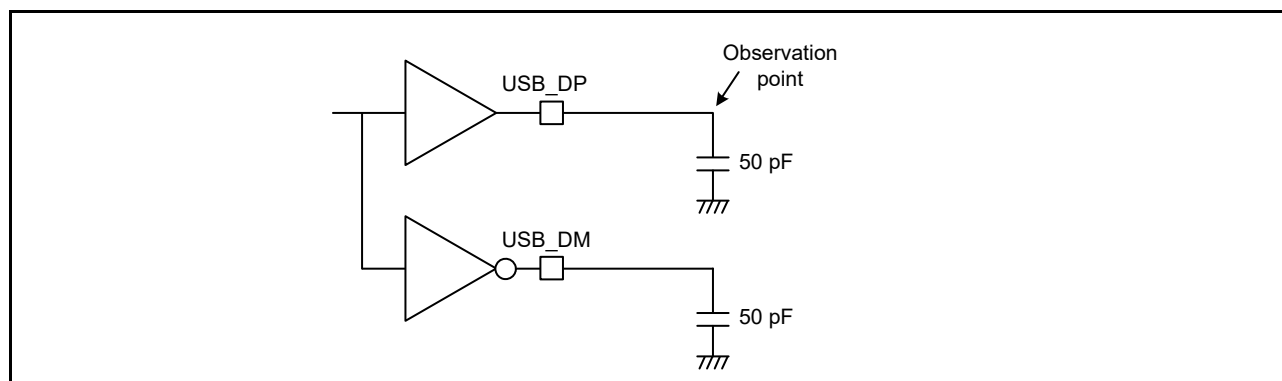 Observation
point
USB_DP
50 pF
USB_DM
50 pF